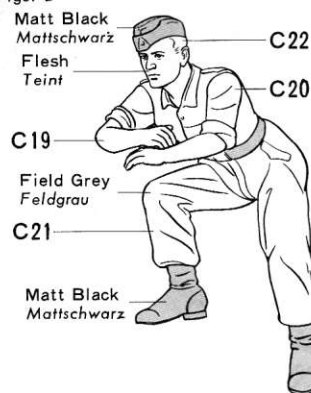 Matt Black
Mattschwarz
C22
Flesh
Teint
C20
C19
Field Grey
Feldgrau
C21
Matt Black
Mattschwarz